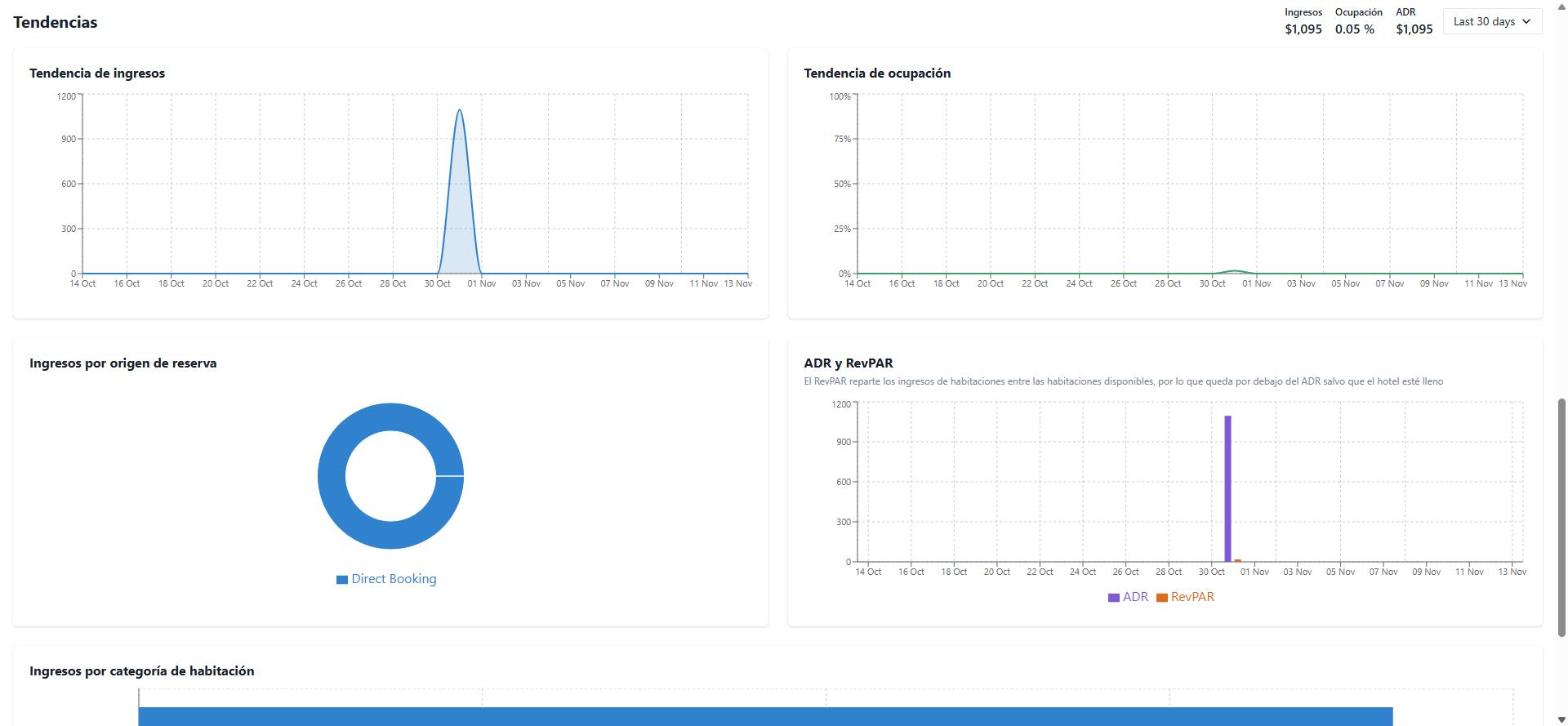 Tendencias
Ingresos Ocupación ADR
$1,095 0.05 % $1,095
Last 30 days
Tendencia de ingresos
1200
900
600
300
0
14 Oct 16 Oct 18 Oct 20 Oct 22 Oct 24 Oct 26 Oct 28 Oct 30 Oct 01 Nov 03 Nov 05 Nov 07 Nov 09 Nov 11 Nov 13 Nov
Tendencia de ocupación
100%
75%
50%
25%
0%
14 Oct 16 Oct 18 Oct 20 Oct 22 Oct 24 Oct 26 Oct 28 Oct 30 Oct 01 Nov 03 Nov 05 Nov 07 Nov 09 Nov 11 Nov 13 Nov
Ingresos por origen de reserva
Direct Booking
ADR y RevPAR
El RevPAR reparte los ingresos de habitaciones entre las habitaciones disponibles, por lo que queda por debajo del ADR salvo que el hotel esté lleno
1200
900
600
300
0
14 Oct 16 Oct 18 Oct 20 Oct 22 Oct 24 Oct 26 Oct 28 Oct 30 Oct 01 Nov 03 Nov 05 Nov 07 Nov 09 Nov 11 Nov 13 Nov
ADR RevPAR
Ingresos por categoría de habitación